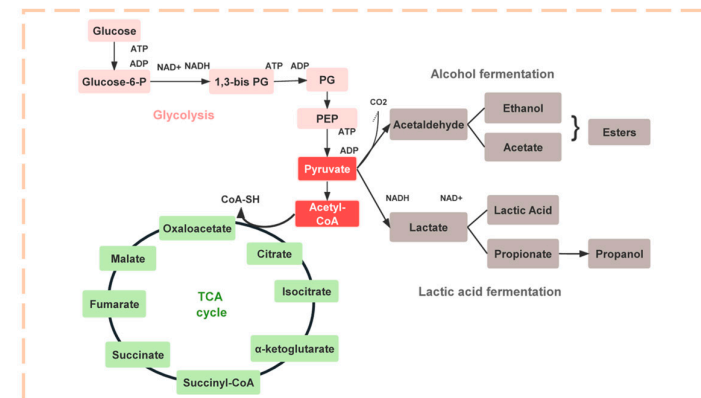 Glucose
ATP
ADP
Glucose-6-P
NAD+ NADH
1,3-bis PG
ATP ADP
PG
Glycolysis
PEP
ATP
ADP
Pyruvate
CoA-SH
Acetyl-
CoA
Alcohol fermentation
CO2
Acetaldehyde
Ethanol
Acetate
}
Esters
NADH
NAD+
Lactate
Lactic Acid
Propionate
Propanol
Lactic acid fermentation
Oxaloacetate
Citrate
Isocitrate
α-ketoglutarate
Succinyl-CoA
Succinate
Fumarate
Malate
TCA
cycle